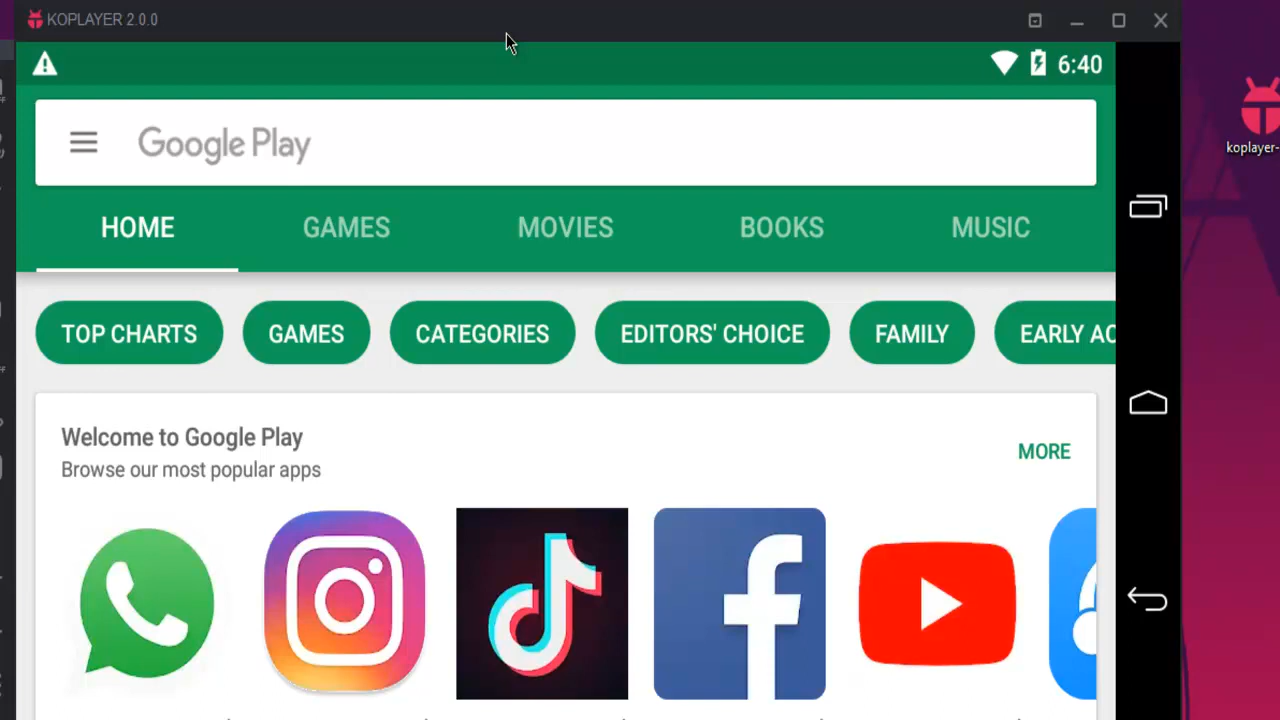 KOPLAYER 2.0.0
6:40
Google Play
HOME GAMES MOVIES BOOKS MUSIC
TOP CHARTS GAMES CATEGORIES EDITORS' CHOICE FAMILY EARLY AC
Welcome to Google Play
Browse our most popular apps
MORE
koplayer-